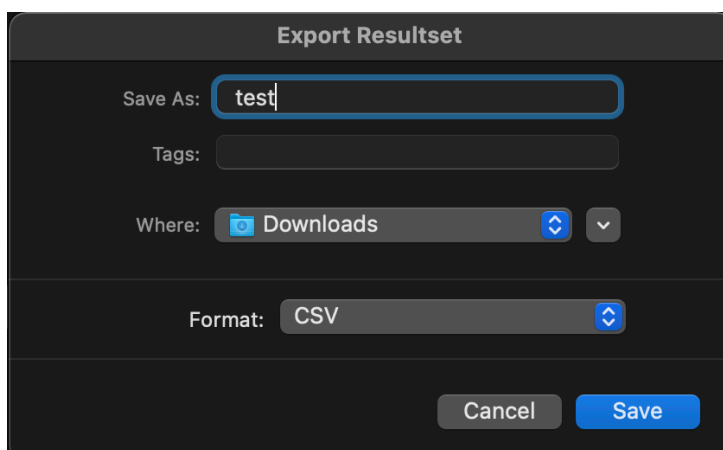 Export Resultset
Save As: test
Tags:
Where: Downloads
Format: CSV
Cancel Save